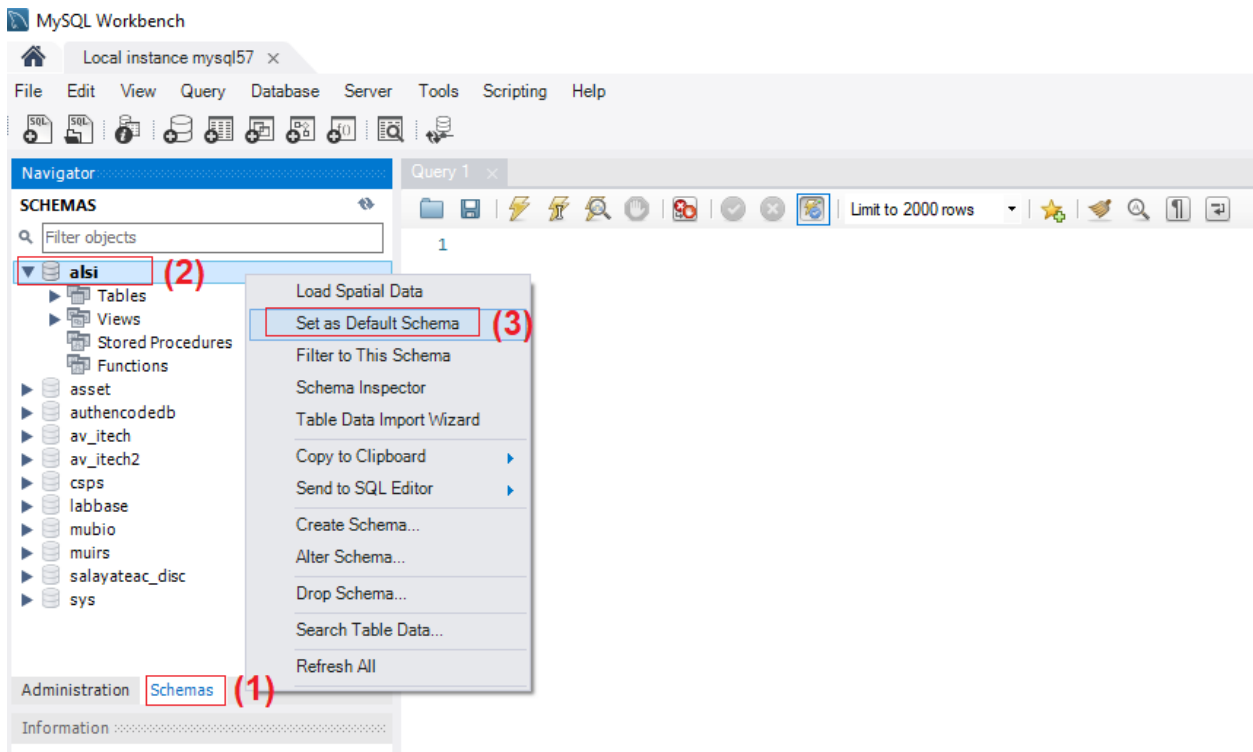 MySQL Workbench
Local instance mysql57 ×
File Edit View Query Database Server Tools Scripting Help
SQL SQL i f()
Navigator
Query 1 ×
SCHEMAS
Limit to 2000 rows
Filter objects
1
alsi (2)
Tables
Views
Stored Procedures
Functions
asset
authencodedb
av_itech
av_itech2
csps
labbase
mubio
muirs
salayateac_disc
sys
Load Spatial Data
Set as Default Schema (3)
Filter to This Schema
Schema Inspector
Table Data Import Wizard
Copy to Clipboard
Send to SQL Editor
Create Schema...
Alter Schema...
Drop Schema...
Search Table Data...
Refresh All
Administration Schemas (1)
Information